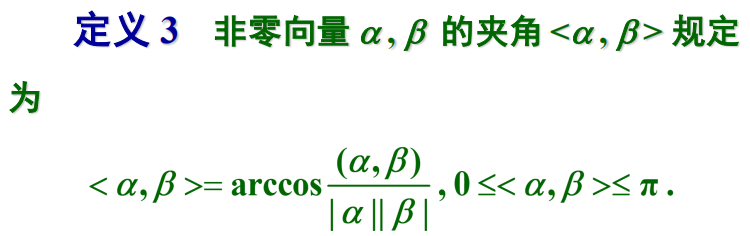 定义 3 非零向量 α , β 的夹角 <α , β> 规定
为
< α , β >= arccos (α , β) / | α || β | , 0 ≤< α , β >≤ π .